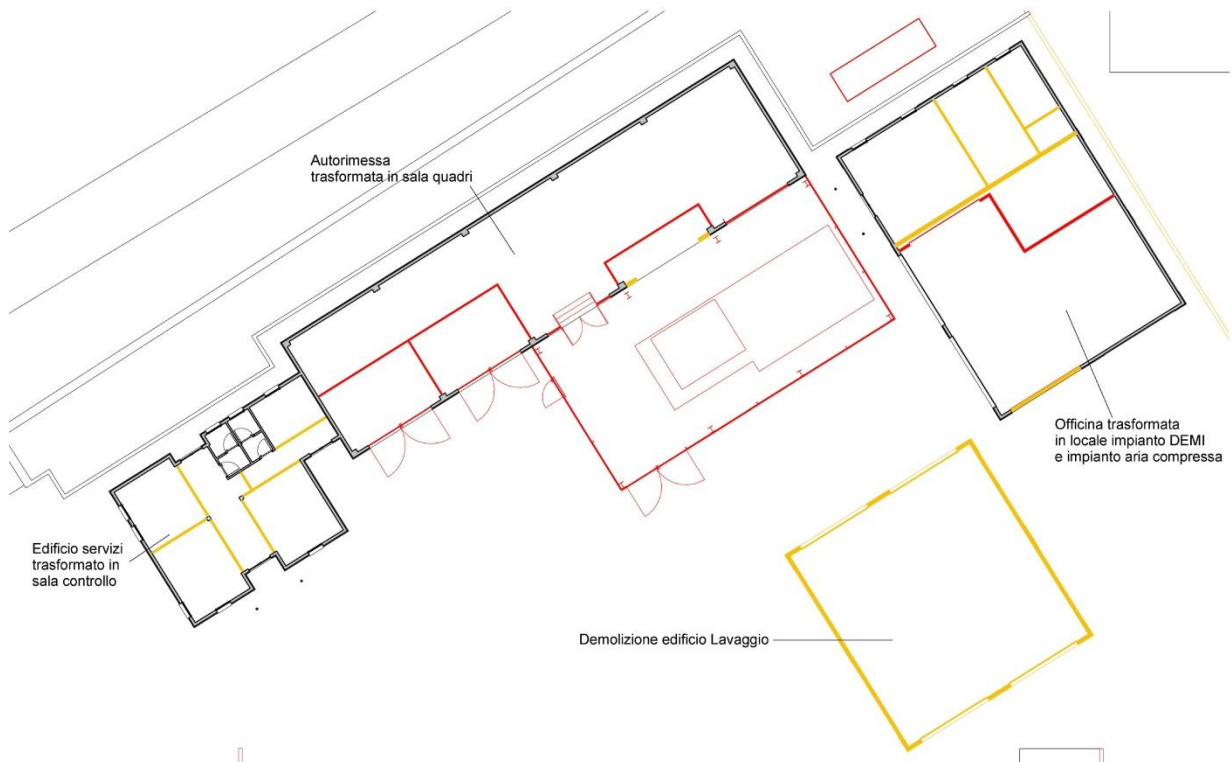 Autorimessa
trasformata in sala quadri
Officina trasformata
in locale impianto DEMI
e impianto aria compressa
Edificio servizi
trasformato in
sala controllo
Demolizione edificio Lavaggio